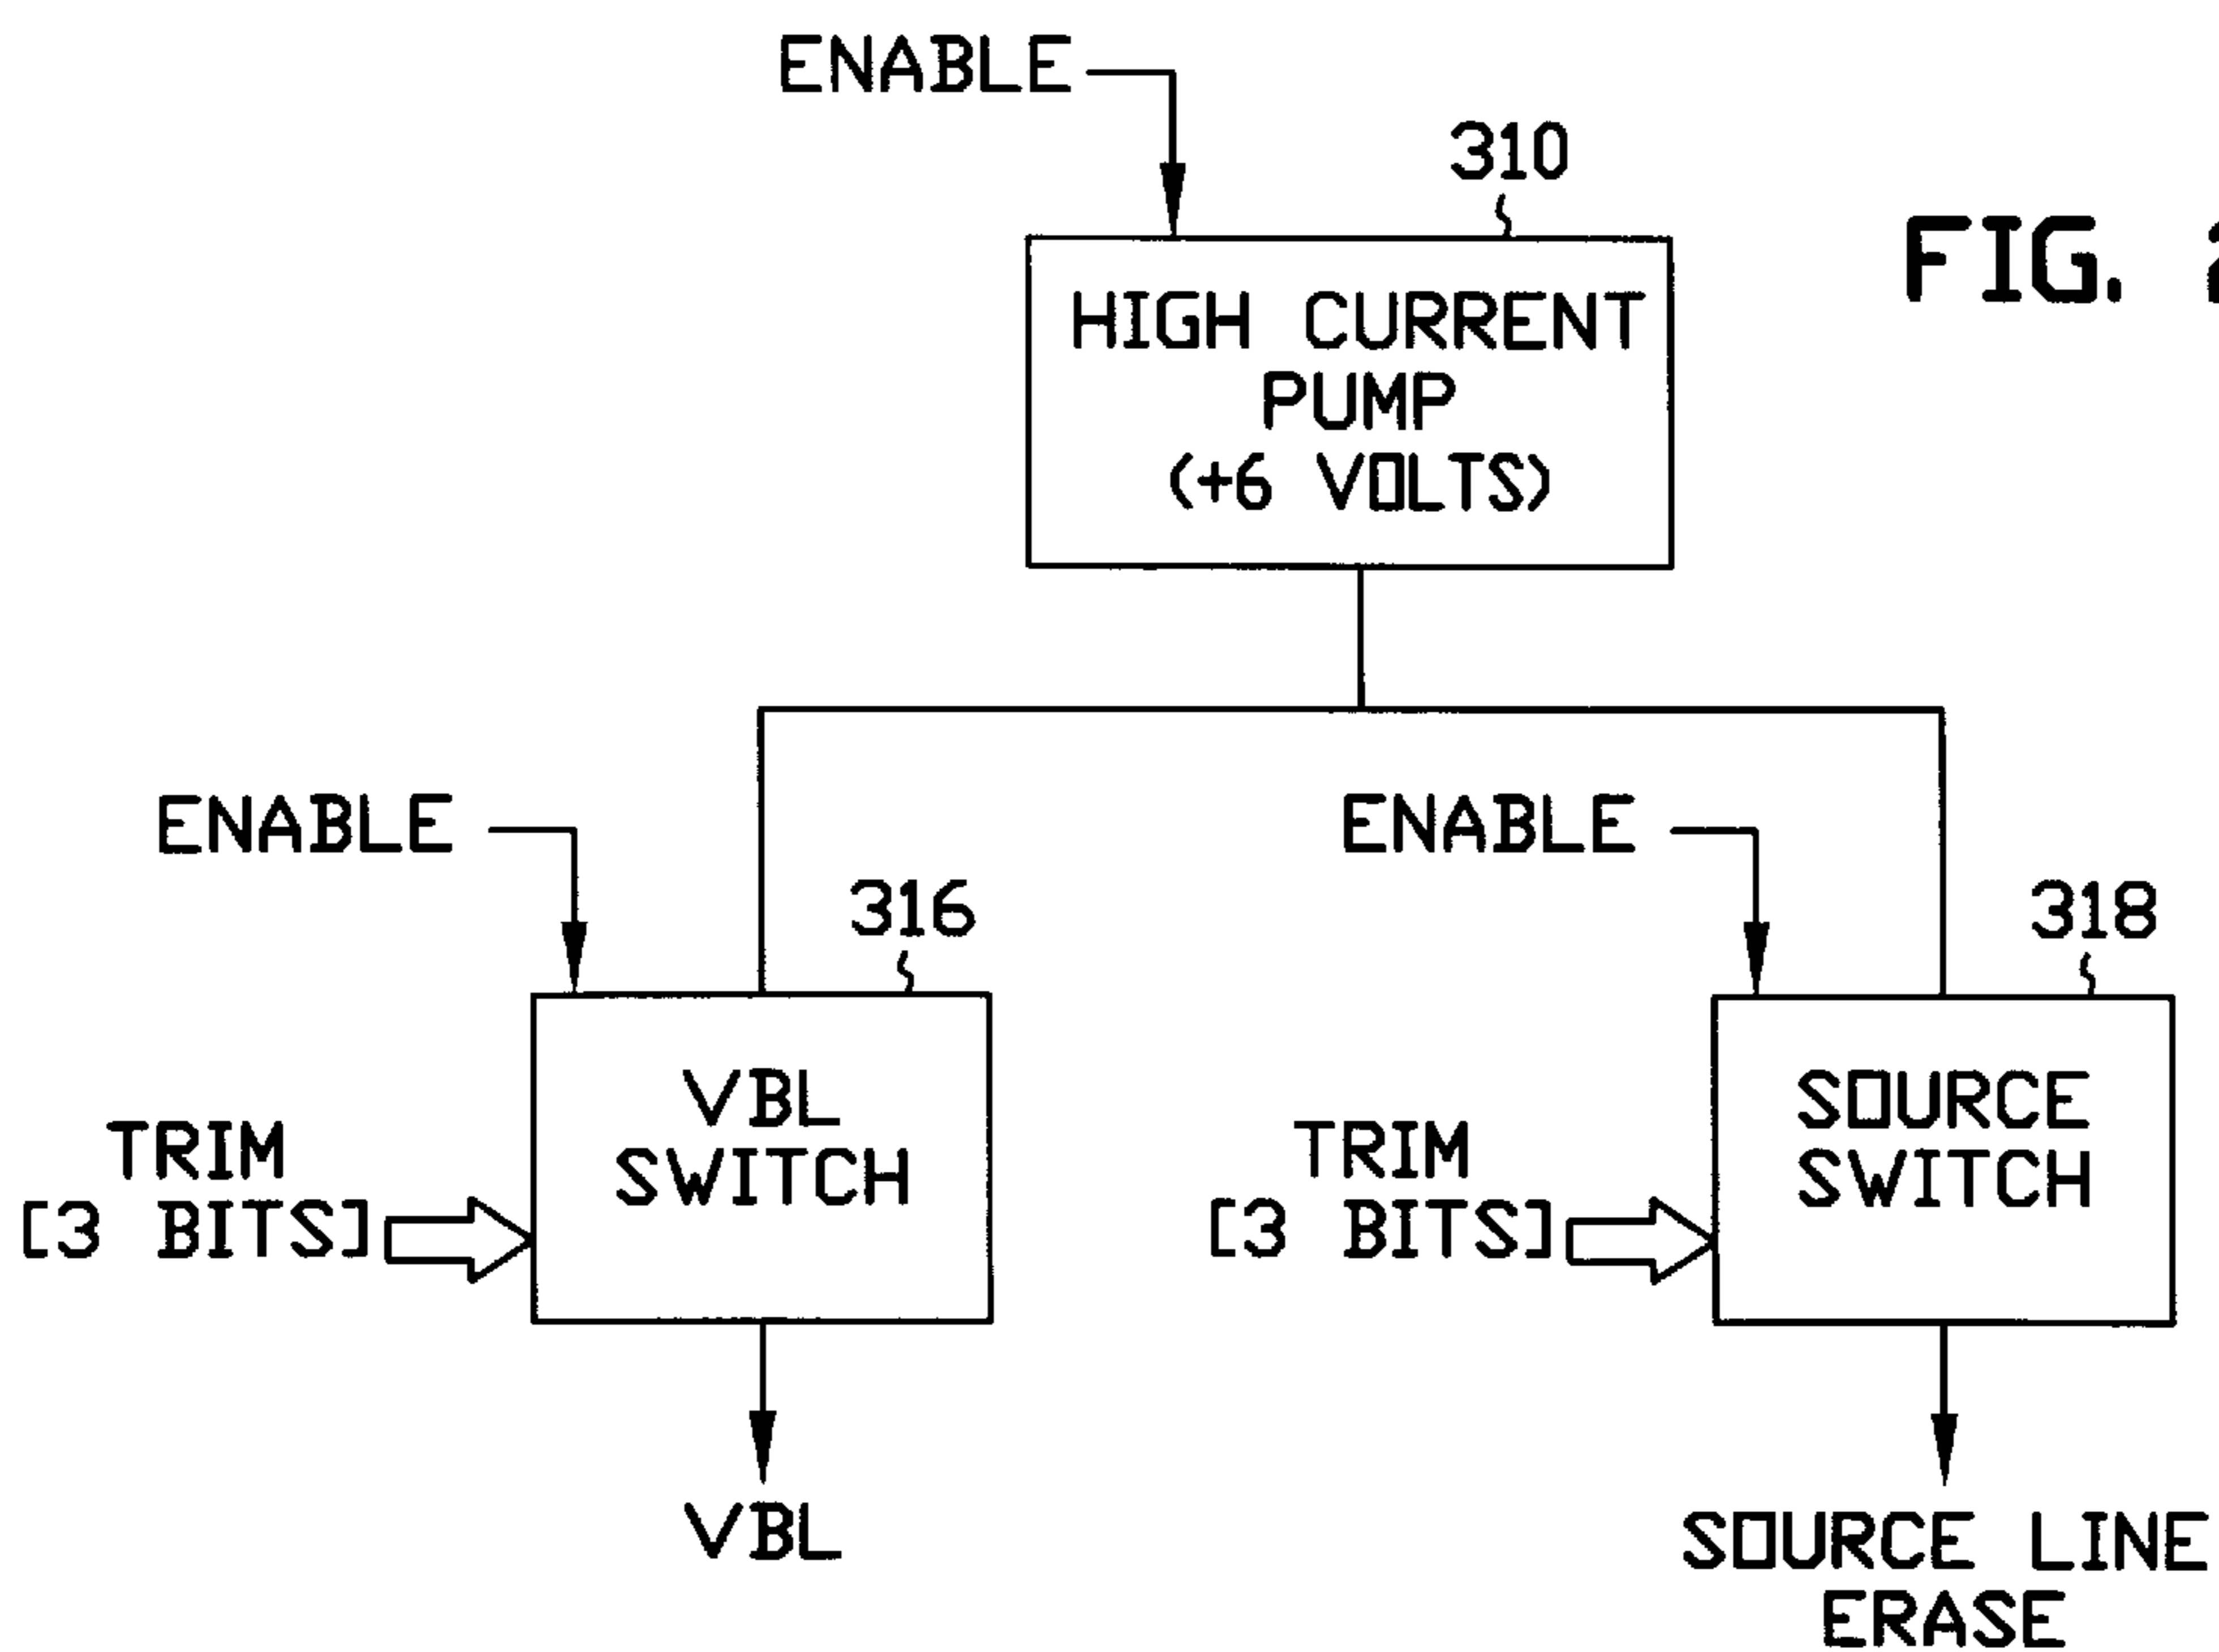 ENABLE
310
FIG.
HIGH CURRENT
PUMP
(+6 VOLTS)
ENABLE
316
ENABLE
318
VBL
SWITCH
TRIM
[3 BITS]
SOURCE
SWITCH
TRIM
[3 BITS]
VBL
SOURCE LINE
ERASE